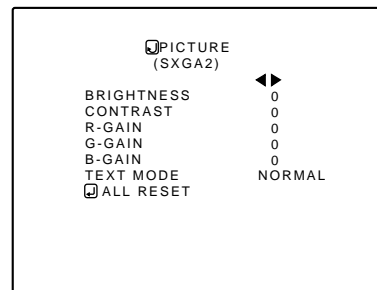 PICTURE
(SXGA2)
BRIGHTNESS 0
CONTRAST 0
R-GAIN 0
G-GAIN 0
B-GAIN 0
TEXT MODE NORMAL
ALL RESET